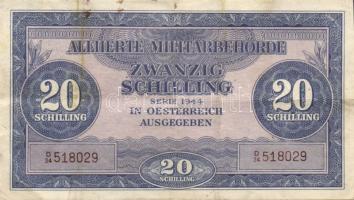 ALLIIERTE MILITÄRBEHÖRDE
ZWANZIG
SCHILLING
SERIE 1944
IN OESTERREICH
AUSGEGEBEN
20
SCHILLING
20
SCHILLING
518029
518029
20
SCHILLING